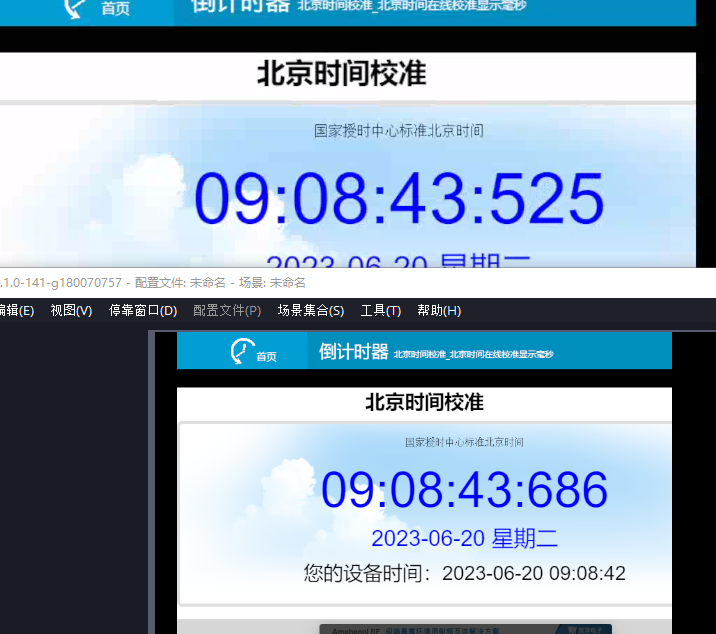 首页 倒计时器 北京时间校准_北京时间在线校准显示毫秒
北京时间校准
国家授时中心标准北京时间
09:08:43:525
2023-06-20 星期二
.1.0-141-g180070757 - 配置文件: 未命名 - 场景: 未命名
编辑(E) 视图(V) 停靠窗口(D) 配置文件(P) 场景集合(S) 工具(T) 帮助(H)
首页 倒计时器 北京时间校准_北京时间在线校准显示毫秒
北京时间校准
国家授时中心标准北京时间
09:08:43:686
2023-06-20 星期二
您的设备时间：2023-06-20 09:08:42